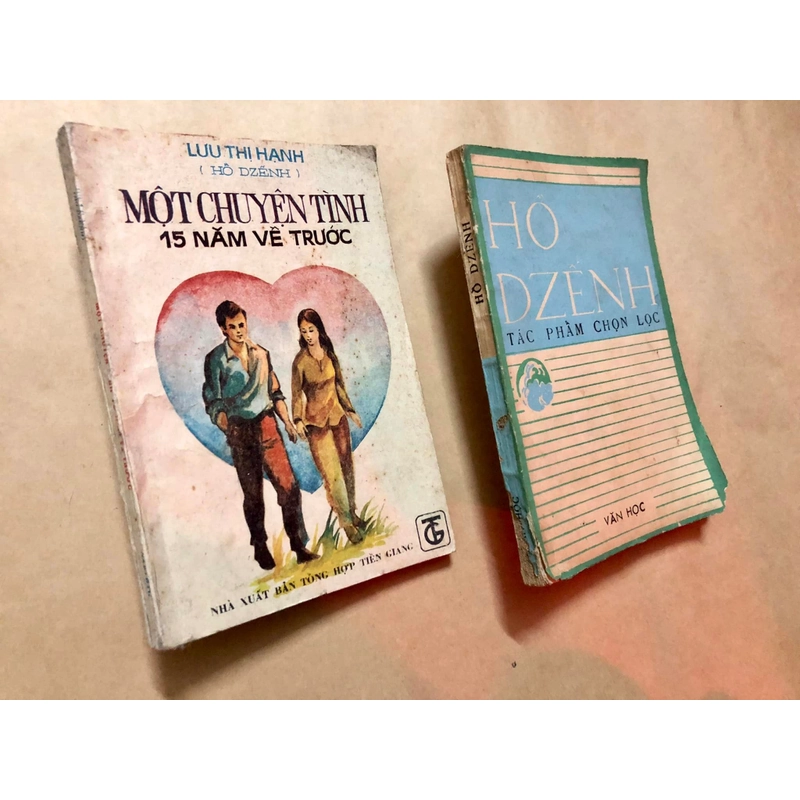 LƯU THỊ HẠNH
( HỒ DZẾNH )
MỘT CHUYỆN TÌNH
15 NĂM VỀ TRƯỚC
TG
NHÀ XUẤT BẢN TỔNG HỢP TIỀN GIANG
HỒ DZẾNH
HỒ
DZẾNH
TÁC PHẨM CHỌN LỌC
VĂN HỌC